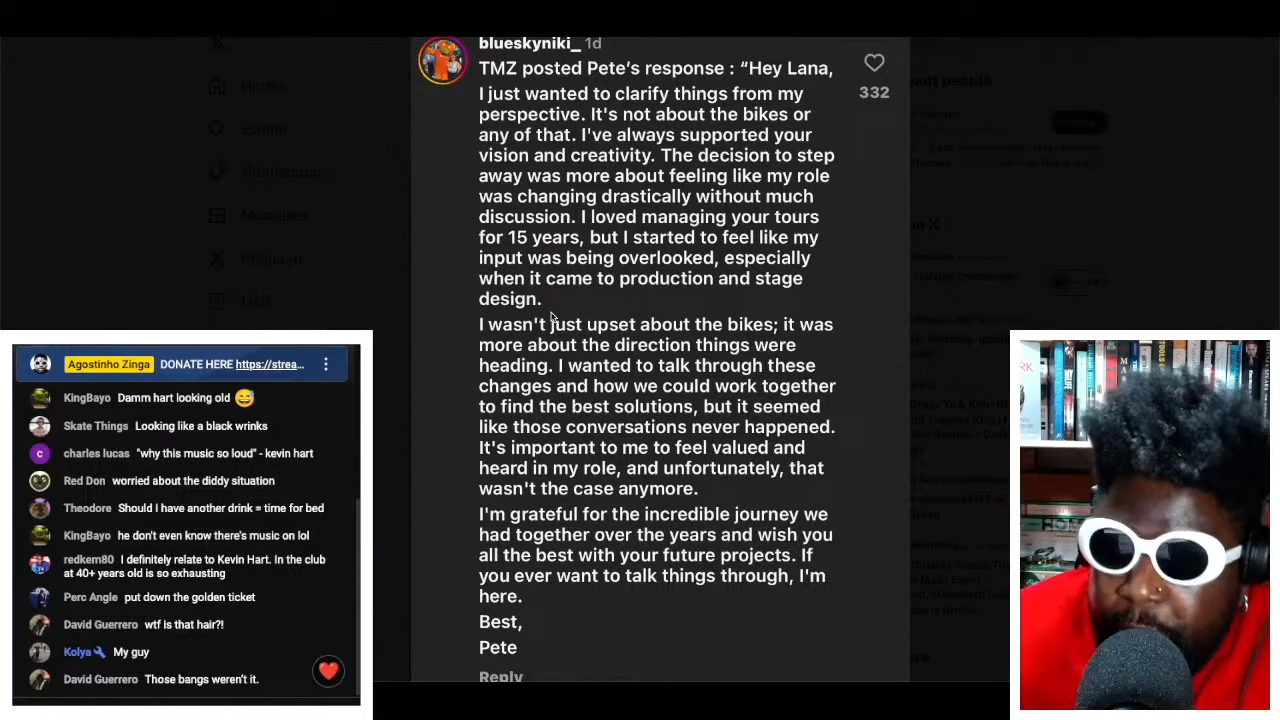 blueskyniki_ 1d
TMZ posted Pete's response : "Hey Lana,
I just wanted to clarify things from my
perspective. It's not about the bikes or
any of that. I've always supported your
vision and creativity. The decision to step
away was more about feeling like my role
was changing drastically without much
discussion. I loved managing your tours
for 15 years, but I started to feel like my
input was being overlooked, especially
when it came to production and stage
design.
I wasn't just upset about the bikes; it was
more about the direction things were
heading. I wanted to talk through these
changes and how we could work together
to find the best solutions, but it seemed
like those conversations never happened.
It's important to me to feel valued and
heard in my role, and unfortunately, that
wasn't the case anymore.
I'm grateful for the incredible journey we
had together over the years and wish you
all the best with your future projects. If
you ever want to talk things through, I'm
here.
Best,
Pete
Reply
332
Agostinho Zinga DONATE HERE https://strea...
KingBayo Damm hart looking old
Skate Things Looking like a black wrinks
charles lucas "why this music so loud" - kevin hart
Red Don worried about the diddy situation
Theodore Should I have another drink = time for bed
KingBayo he don't even know there's music on lol
redkem80 I definitely relate to Kevin Hart. In the club
at 40+ years old is so exhausting
Perc Angle put down the golden ticket
David Guerrero wtf is that hair?!
Kolya My guy
David Guerrero Those bangs weren't it.